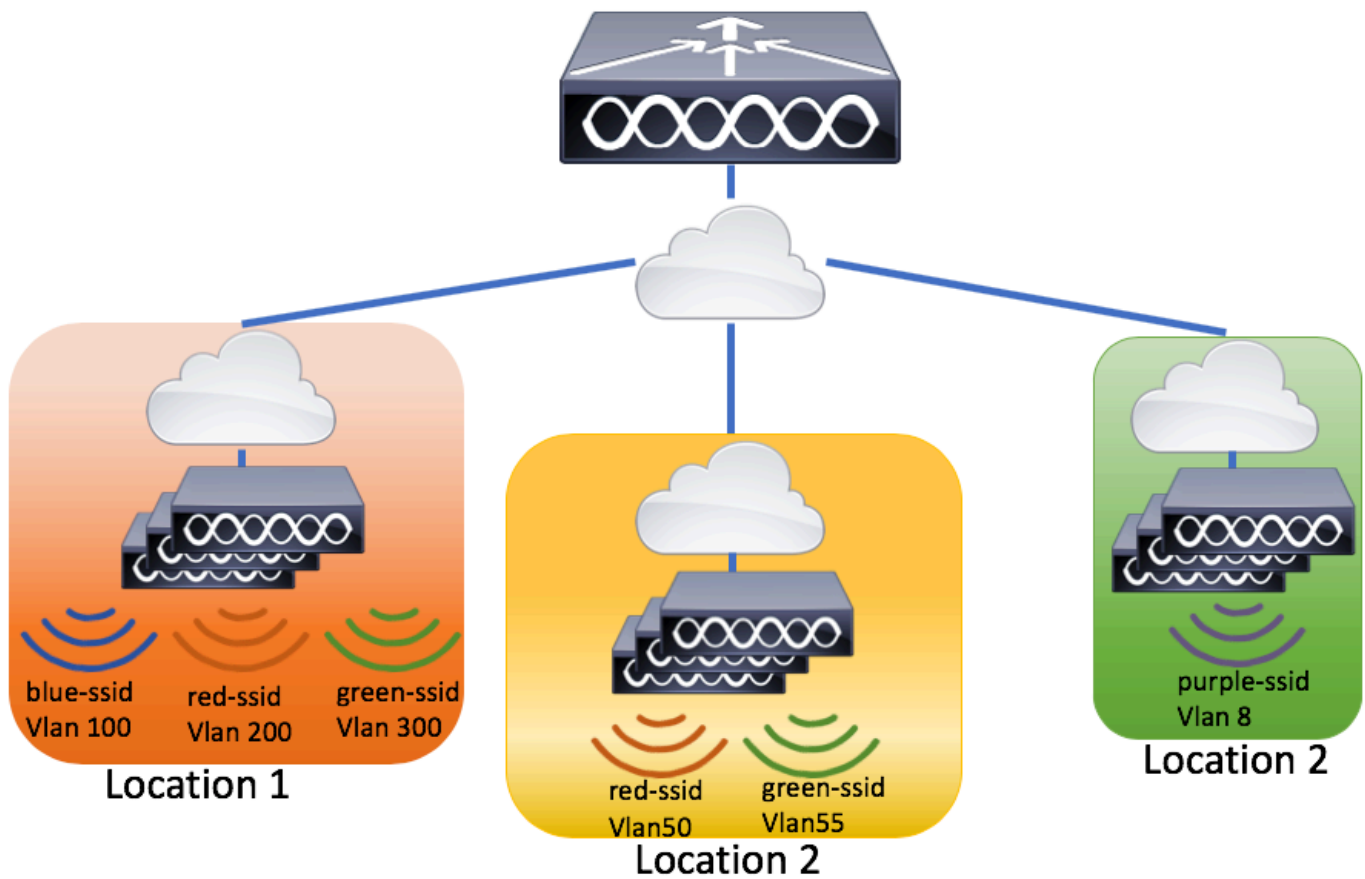 blue-ssid
Vlan 100
red-ssid
Vlan 200
green-ssid
Vlan 300
Location 1
red-ssid
Vlan50
green-ssid
Vlan55
Location 2
purple-ssid
Vlan 8
Location 2